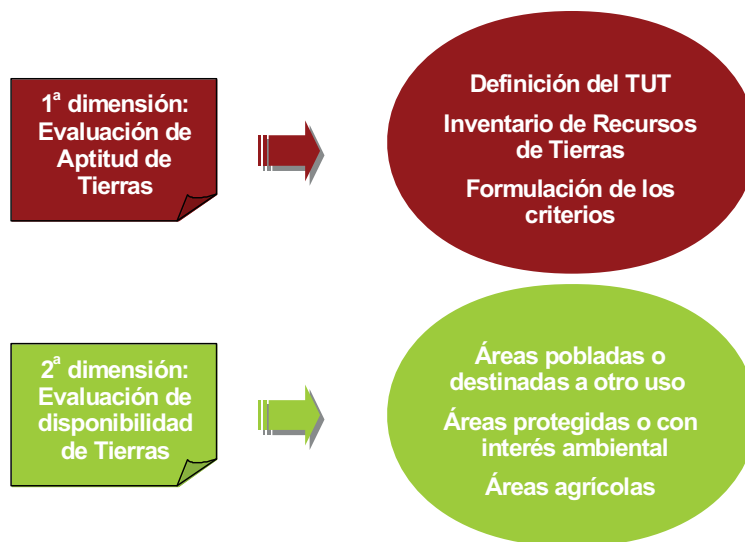 1ª dimensión:
Evaluación de
Aptitud de
Tierras
Definición del TUT
Inventario de Recursos
de Tierras
Formulación de los
criterios
2ª dimensión:
Evaluación de
disponibilidad
de Tierras
Áreas pobladas o
destinadas a otro uso
Áreas protegidas o con
interés ambiental
Áreas agrícolas